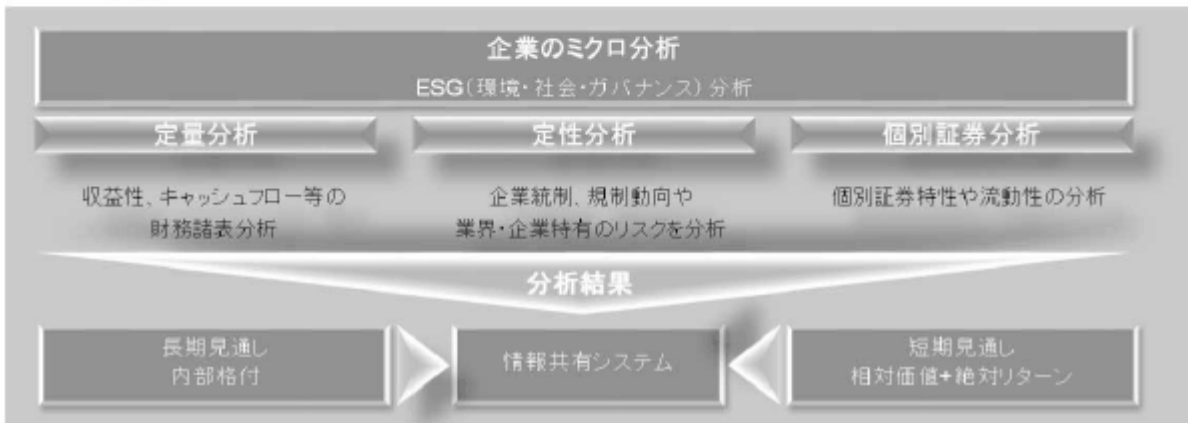 企業のミクロ分析
ESG(環境・社会・ガバナンス)分析
定量分析
収益性、キャッシュフロー等の
財務諸表分析
定性分析
企業統制、規制動向や
業界・企業特有のリスクを分析
個別証券分析
個別証券特性や流動性の分析
分析結果
長期見通し
内部格付
情報共有システム
短期見通し
相対価値+絶対リターン